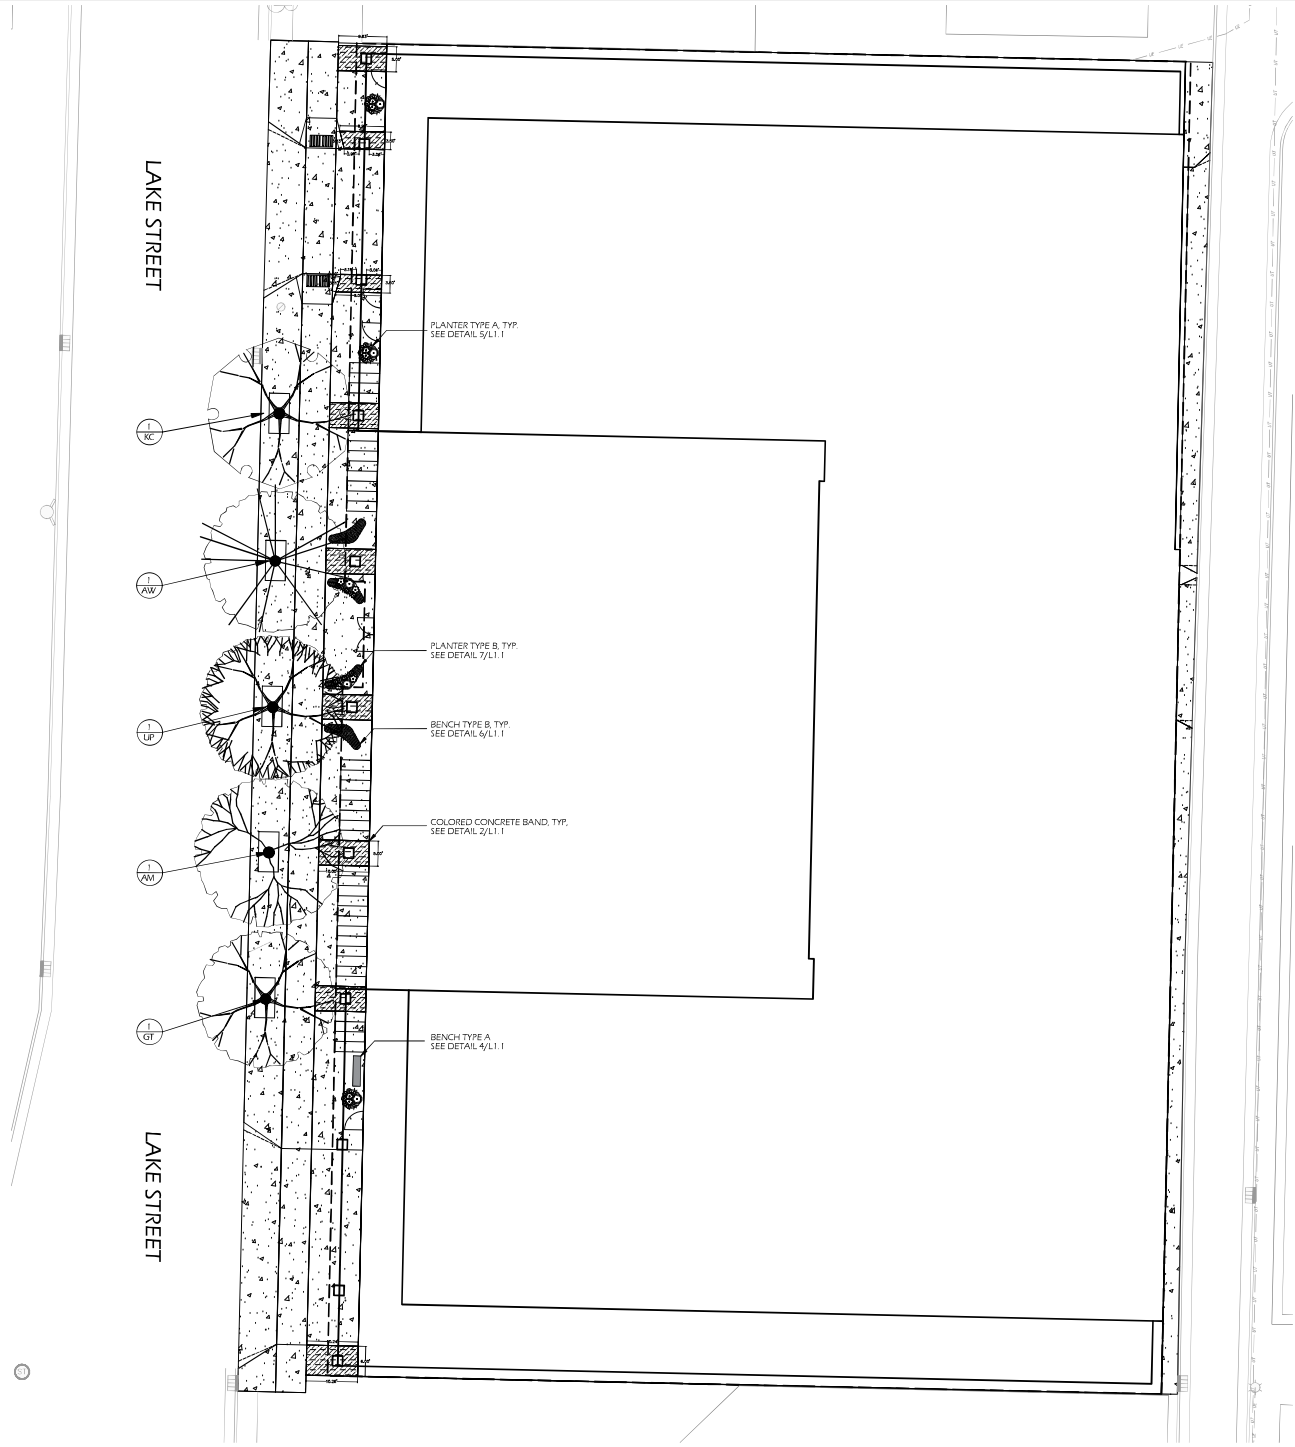 LAKE STREET
PLANTER TYPE A, TYP.
SEE DETAIL 5/L1.1
1
KC
1
AW
PLANTER TYPE B, TYP.
SEE DETAIL 7/L1.1
1
UP
BENCH TYPE B, TYP.
SEE DETAIL 6/L1.1
COLORED CONCRETE BAND, TYP,
SEE DETAIL 2/L1.1
1
AM
1
GT
BENCH TYPE A
SEE DETAIL 4/L1.1
LAKE STREET
ST